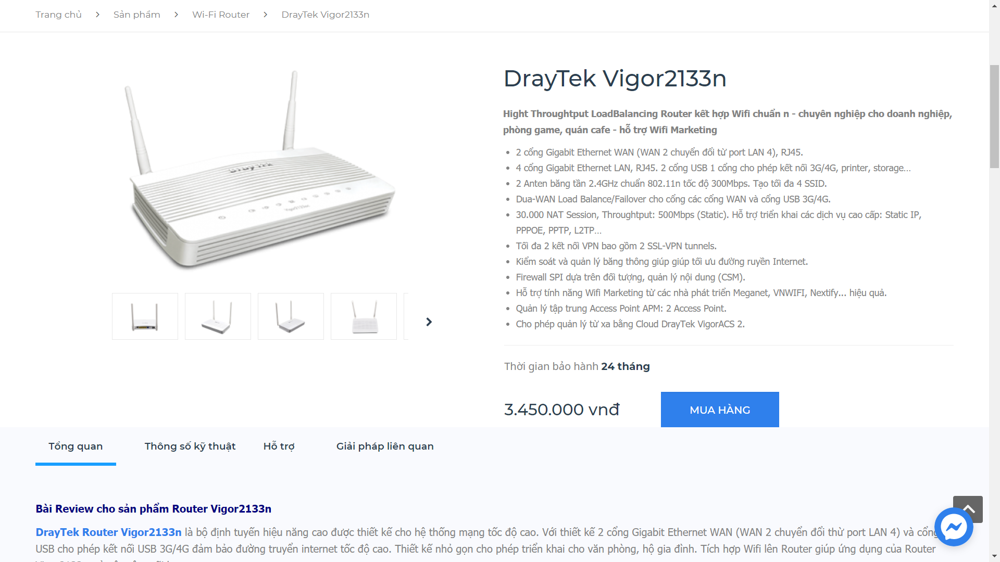 Trang chủ > Sản phẩm > Wi-Fi Router > DrayTek Vigor2133n
DrayTek
DrayTek Vigor2133n
Hight Throughtput LoadBalancing Router kết hợp Wifi chuẩn n - chuyên nghiệp cho doanh nghiệp,
phòng game, quán cafe - hỗ trợ Wifi Marketing
2 cổng Gigabit Ethernet WAN (WAN 2 chuyển đổi từ port LAN 4), RJ45.
4 cổng Gigabit Ethernet LAN, RJ45. 2 cổng USB 1 cổng cho phép kết nối 3G/4G, printer, storage…
2 Anten băng tần 2.4GHz chuẩn 802.11n tốc độ 300Mbps. Tạo tối đa 4 SSID.
Dua-WAN Load Balance/Failover cho cổng các cổng WAN và cổng USB 3G/4G.
30.000 NAT Session, Throughtput: 500Mbps (Static). Hỗ trợ triển khai các dịch vụ cao cấp: Static IP,
PPPOE, PPTP, L2TP…
Tối đa 2 kết nối VPN bao gồm 2 SSL-VPN tunnels.
Kiểm soát và quản lý băng thông giúp giúp tối ưu đường ruyền Internet.
Firewall SPI dựa trên đối tượng, quản lý nội dung (CSM).
Hỗ trợ tính năng Wifi Marketing từ các nhà phát triển Meganet, VNWIFI, Nextify... hiệu quả.
Quản lý tập trung Access Point APM: 2 Access Point.
Cho phép quản lý từ xa bằng Cloud DrayTek VigorACS 2.
Thời gian bảo hành 24 tháng
3.450.000 vnđ
MUA HÀNG
Tổng quan
Thông số kỹ thuật
Hỗ trợ
Giải pháp liên quan
Bài Review cho sản phẩm Router Vigor2133n
DrayTek Router Vigor2133n là bộ định tuyến hiệu năng cao được thiết kế cho hệ thống mạng tốc độ cao. Với thiết kế 2 cổng Gigabit Ethernet WAN (WAN 2 chuyển đổi thừ port LAN 4) và cổng
USB cho phép kết nối USB 3G/4G đảm bảo đường truyền internet tốc độ cao. Thiết kế nhỏ gọn cho phép triển khai cho văn phòng, hộ gia đình. Tích hợp Wifi lên Router giúp ứng dụng của Router